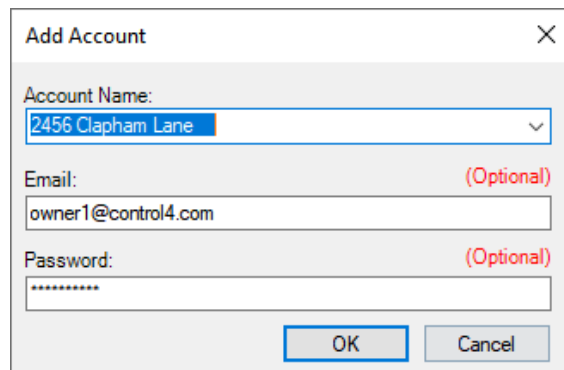 Add Account
Account Name:
2456 Clapham Lane
Email: (Optional)
owner1@control4.com
Password: (Optional)
**********
OK Cancel